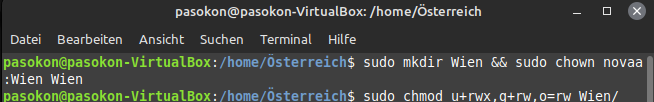 pasokon@pasokon-VirtualBox: /home/Österreich
Datei Bearbeiten Ansicht Suchen Terminal Hilfe
pasokon@pasokon-VirtualBox:/home/Österreich$ sudo mkdir Wien && sudo chown novaa
:Wien Wien
pasokon@pasokon-VirtualBox:/home/Österreich$ sudo chmod u+rwx,g+rw,o=rw Wien/